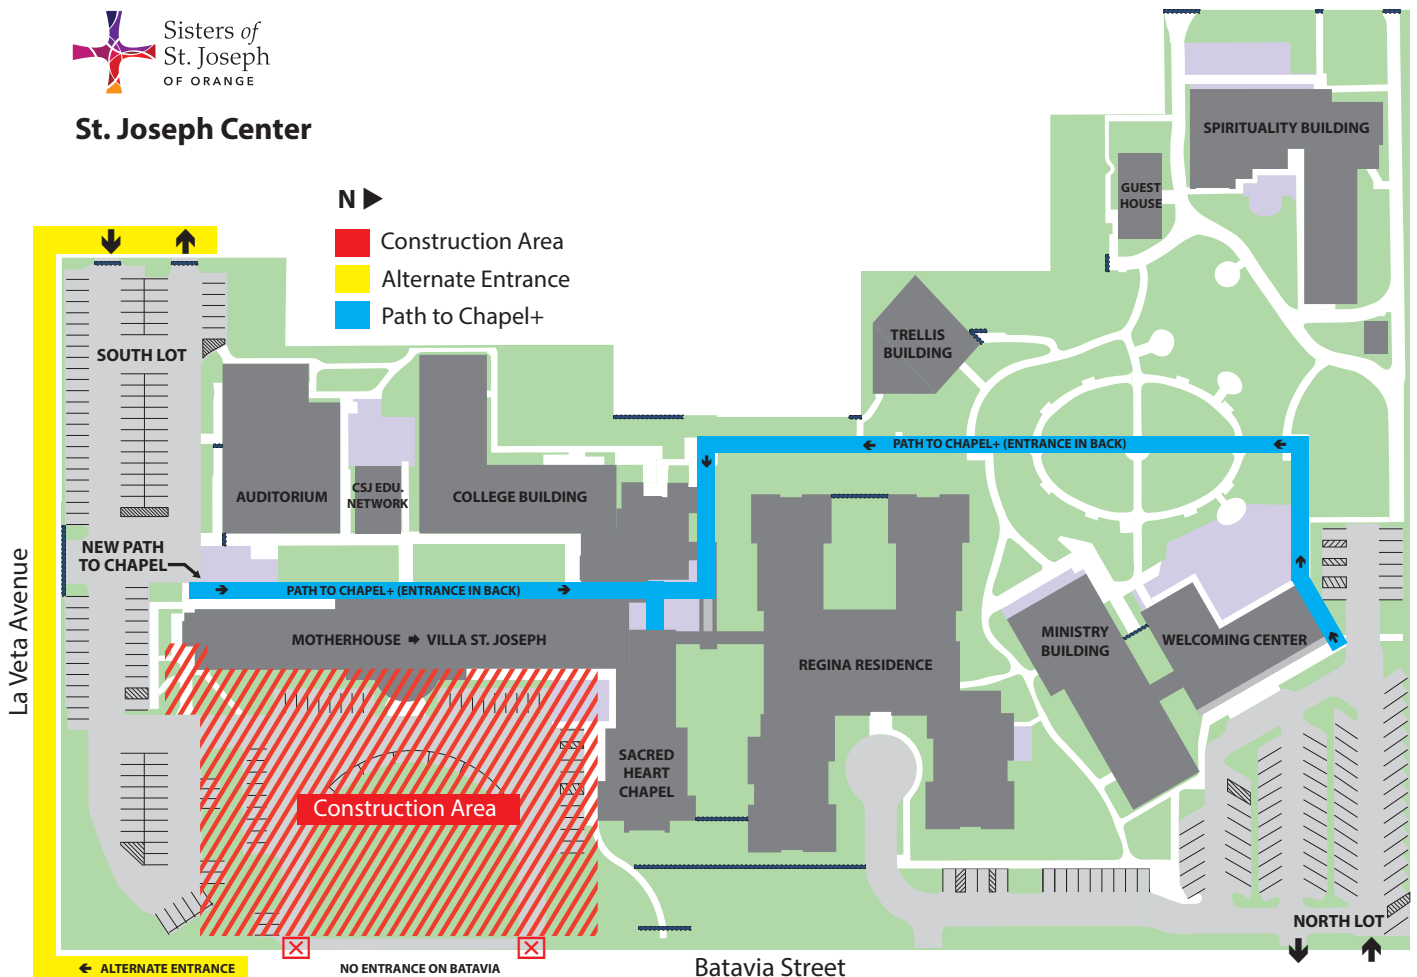 Sisters of
St. Joseph
OF ORANGE
St. Joseph Center
N
Construction Area
Alternate Entrance
Path to Chapel+
SPIRITUALITY BUILDING
GUEST
HOUSE
TRELLIS
BUILDING
SOUTH LOT
PATH TO CHAPEL+ (ENTRANCE IN BACK)
AUDITORIUM
CSJ EDU.
NETWORK
COLLEGE BUILDING
NEW PATH
TO CHAPEL
PATH TO CHAPEL+ (ENTRANCE IN BACK)
MOTHERHOUSE
VILLA ST. JOSEPH
REGINA RESIDENCE
MINISTRY
BUILDING
WELCOMING CENTER
La Veta Avenue
SACRED
HEART
CHAPEL
Construction Area
NORTH LOT
ALTERNATE ENTRANCE
NO ENTRANCE ON BATAVIA
Batavia Street